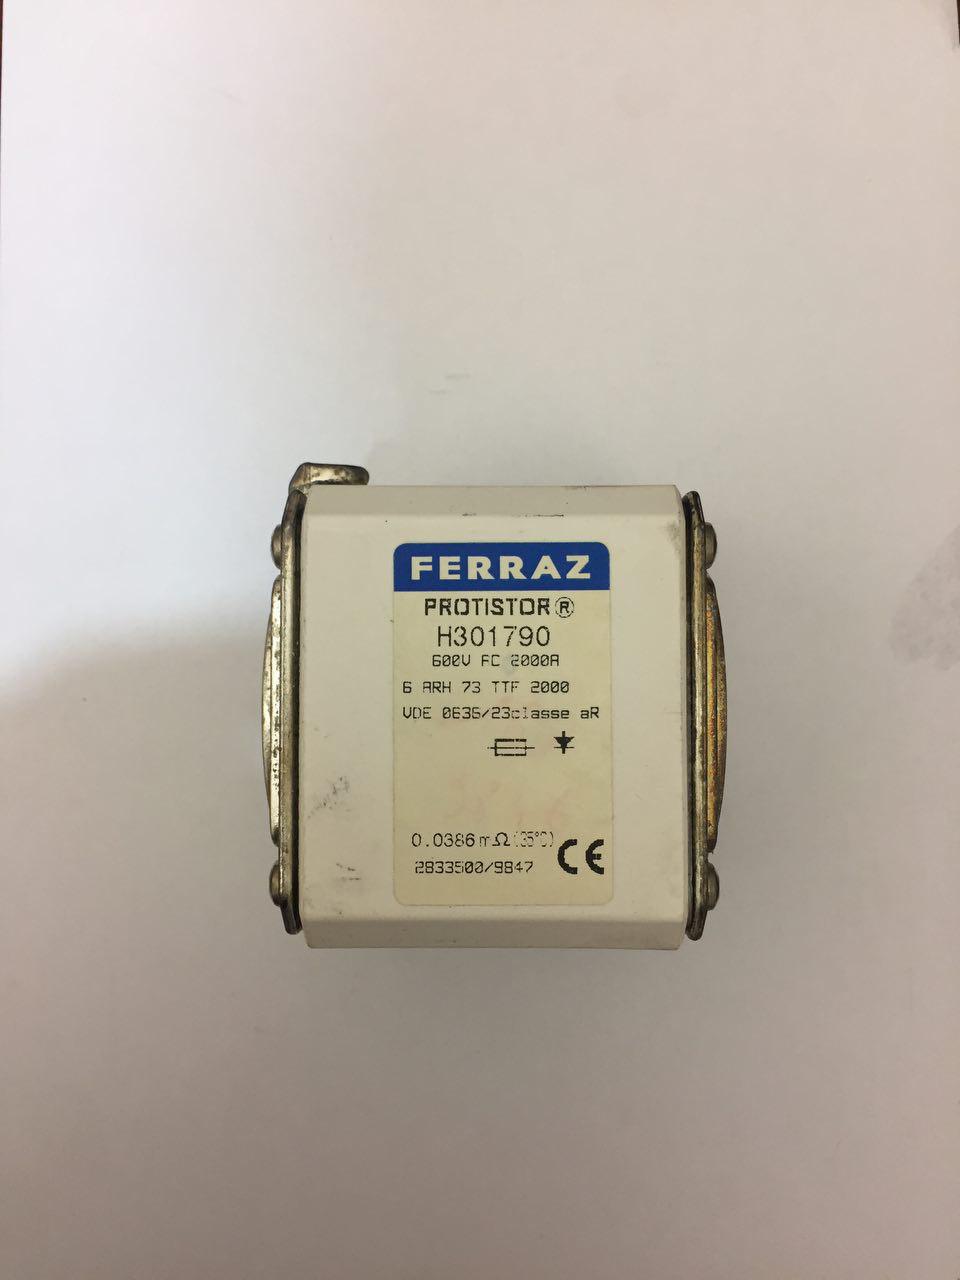 FERRAZ
PROTISTOR®
H301790
600V AC 2000A
6 ARH 73 TTF 2000
VDE 0636/23classe aR
0.0386 mΩ(35°C)
2833500/9847 CE